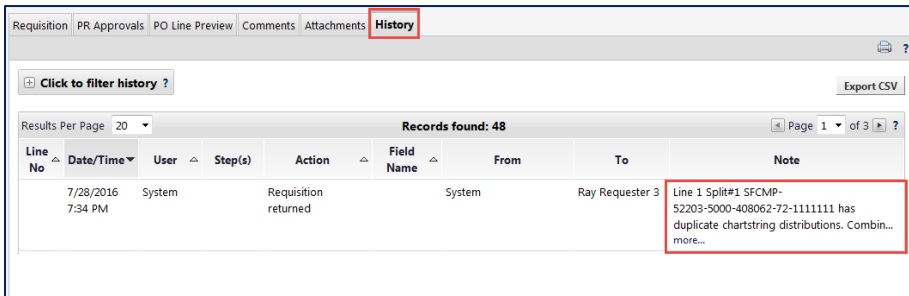 Requisition PR Approvals PO Line Preview Comments Attachments History
?
Click to filter history ?
Export CSV
Results Per Page 20 Records found: 48 Page 1 of 3 ?
Line No Date/Time User Step(s) Action Field Name From To Note
7/28/2016 7:34 PM System Requisition returned System Ray Requester 3 Line 1 Split#1 SFCMP-
52203-5000-408062-72-1111111 has
duplicate chartstring distributions. Combin...
more...